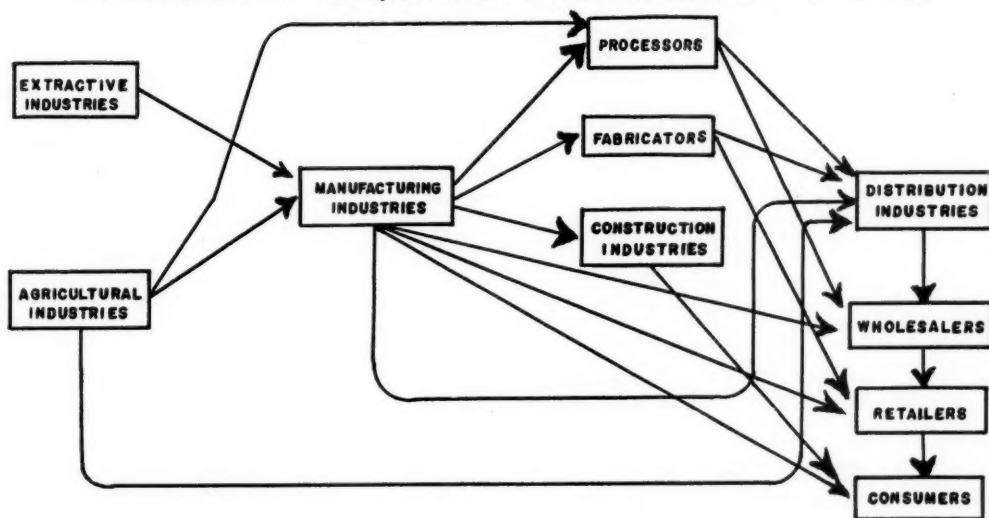 PROCESSORS
EXTRACTIVE
INDUSTRIES
FABRICATORS
MANUFACTURING
INDUSTRIES
DISTRIBUTION
INDUSTRIES
CONSTRUCTION
INDUSTRIES
AGRICULTURAL
INDUSTRIES
WHOLESALERS
RETAILERS
CONSUMERS